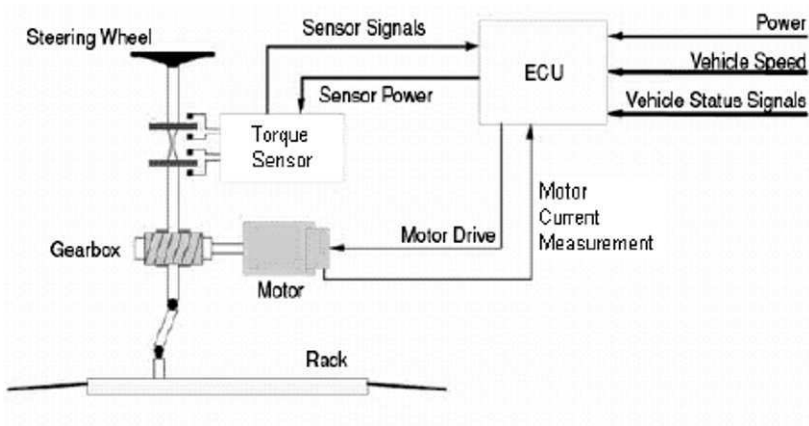 Steering Wheel
Sensor Signals
Power
ECU
Vehicle Speed
Sensor Power
Vehicle Status Signals
Torque
Sensor
Motor
Current
Measurement
Gearbox
Motor Drive
Motor
Rack